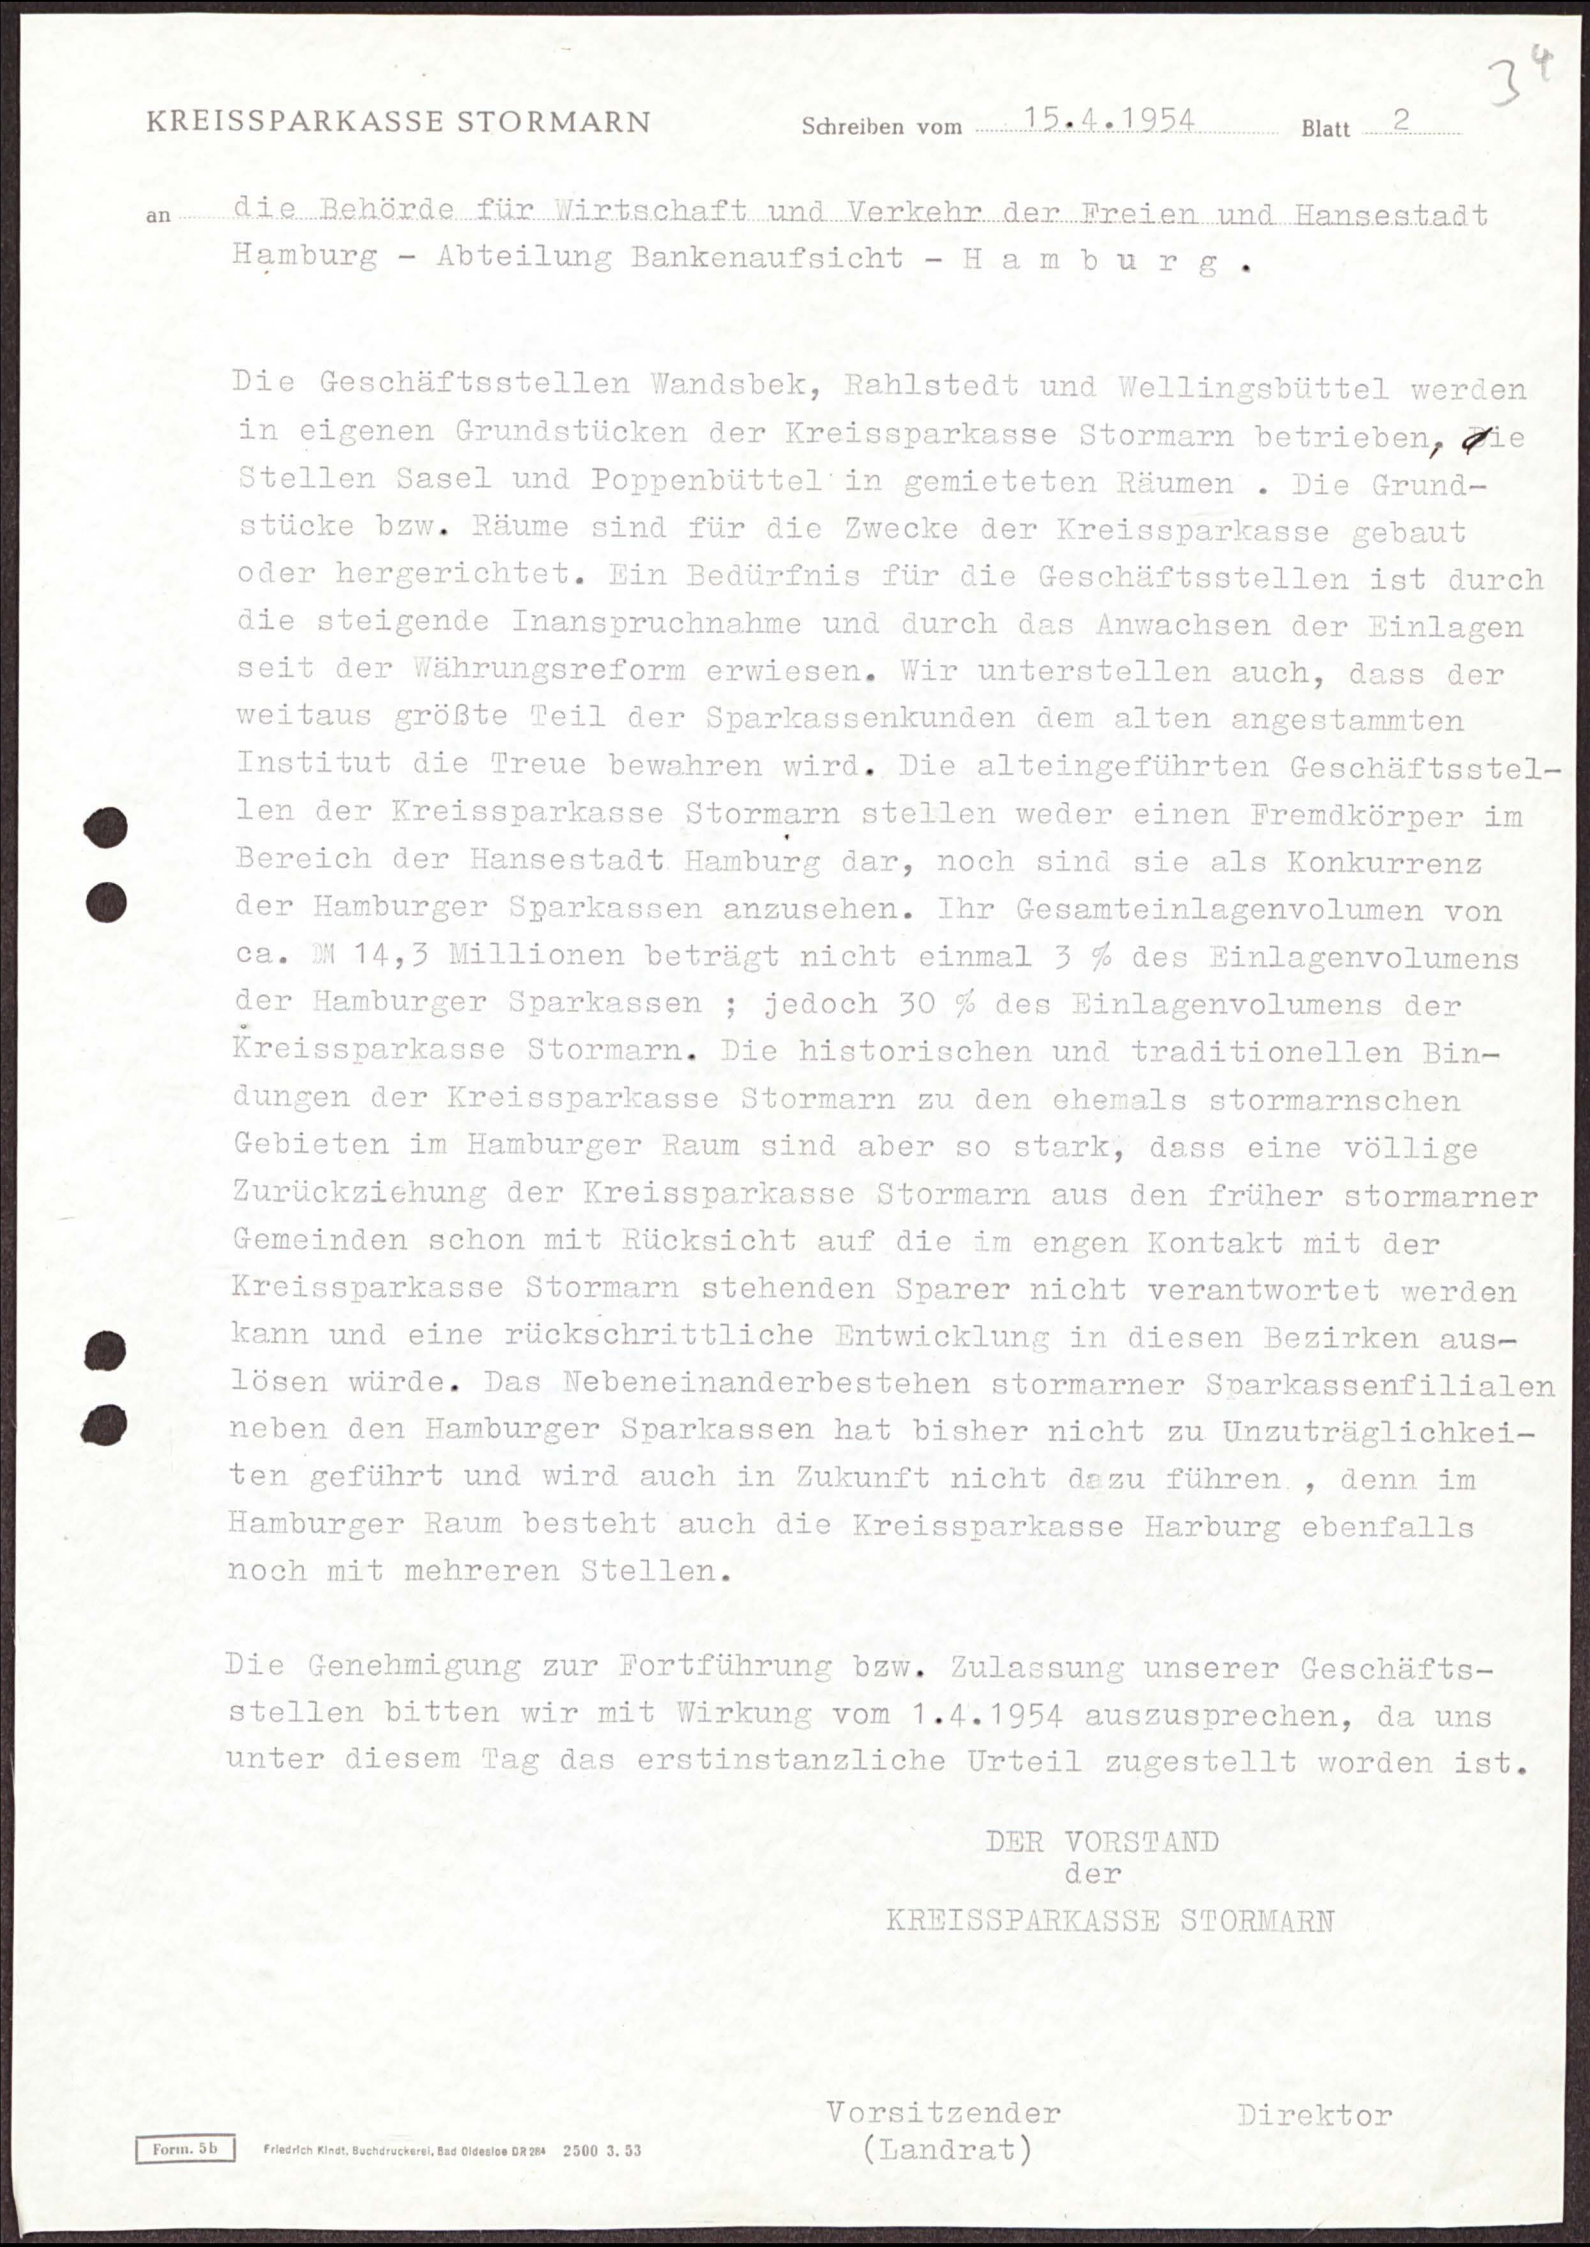 34
KREISSPARKASSE STORMARN Schreiben vom 15.4.1954 Blatt 2
an die Behörde für Wirtschaft und Verkehr der Freien und Hansestadt
Hamburg - Abteilung Bankenaufsicht - H a m b u r g .
Die Geschäftsstellen Wandsbek, Rahlstedt und Wellingsbüttel werden
in eigenen Grundstücken der Kreissparkasse Stormarn betrieben, die
Stellen Sasel und Poppenbüttel in gemieteten Räumen . Die Grund-
stücke bzw. Räume sind für die Zwecke der Kreissparkasse gebaut
oder hergerichtet. Ein Bedürfnis für die Geschäftsstellen ist durch
die steigende Inanspruchnahme und durch das Anwachsen der Einlagen
seit der Währungsreform erwiesen. Wir unterstellen auch, dass der
weitaus größte Teil der Sparkassenkunden dem alten angestammten
Institut die Treue bewahren wird. Die alteingeführten Geschäftsstel-
len der Kreissparkasse Stormarn stellen weder einen Fremdkörper im
Bereich der Hansestadt Hamburg dar, noch sind sie als Konkurrenz
der Hamburger Sparkassen anzusehen. Ihr Gesamteinlagenvolumen von
ca. DM 14,3 Millionen beträgt nicht einmal 3 % des Einlagenvolumens
der Hamburger Sparkassen ; jedoch 30 % des Einlagenvolumens der
Kreissparkasse Stormarn. Die historischen und traditionellen Bin-
dungen der Kreissparkasse Stormarn zu den ehemals stormarnschen
Gebieten im Hamburger Raum sind aber so stark, dass eine völlige
Zurückziehung der Kreissparkasse Stormarn aus den früher stormarner
Gemeinden schon mit Rücksicht auf die im engen Kontakt mit der
Kreissparkasse Stormarn stehenden Sparer nicht verantwortet werden
kann und eine rückschrittliche Entwicklung in diesen Bezirken aus-
lösen würde. Das Nebeneinanderbestehen stormarner Sparkassenfilialen
neben den Hamburger Sparkassen hat bisher nicht zu Unzuträglichkei-
ten geführt und wird auch in Zukunft nicht dazu führen , denn im
Hamburger Raum besteht auch die Kreissparkasse Harburg ebenfalls
noch mit mehreren Stellen.
Die Genehmigung zur Fortführung bzw. Zulassung unserer Geschäfts-
stellen bitten wir mit Wirkung vom 1.4.1954 auszusprechen, da uns
unter diesem Tag das erstinstanzliche Urteil zugestellt worden ist.
DER VORSTAND
der
KREISSPARKASSE STORMARN
Vorsitzender Direktor
(Landrat)
Form. 5b Friedrich Kindt, Buchdruckerei, Bad Oldesloe DR 284 2500 3. 53